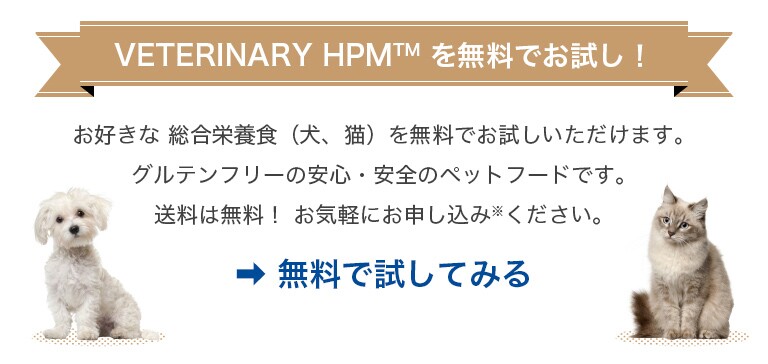 VETERINARY HPM™ を無料でお試し！
お好きな 総合栄養食（犬、猫）を無料でお試しいただけます。
グルテンフリーの安心・安全のペットフードです。
送料は無料！ お気軽にお申し込み※ください。
➡ 無料で試してみる